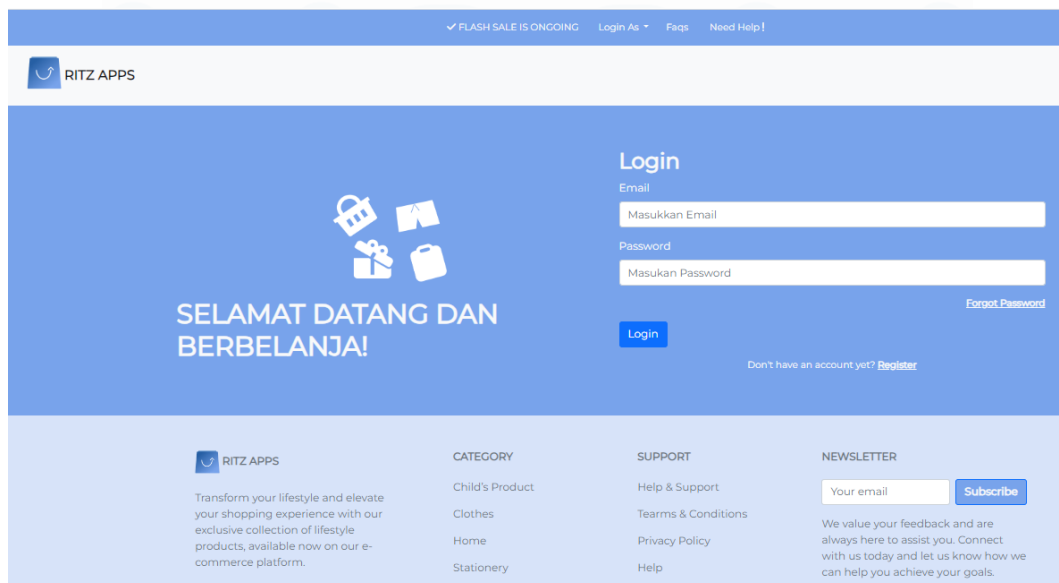 FLASH SALE IS ONGOING Login As Faqs Need Help!
RITZ APPS
Login
Email
Masukkan Email
Password
Masukan Password
Forgot Password
Login
Don't have an account yet? Register
SELAMAT DATANG DAN
BERBELANJA!
RITZ APPS
Transform your lifestyle and elevate
your shopping experience with our
exclusive collection of lifestyle
products, available now on our e-
commerce platform.
CATEGORY
Child's Product
Clothes
Home
Stationery
SUPPORT
Help & Support
Tearms & Conditions
Privacy Policy
Help
NEWSLETTER
Your email
Subscribe
We value your feedback and are
always here to assist you. Connect
with us today and let us know how we
can help you achieve your goals.